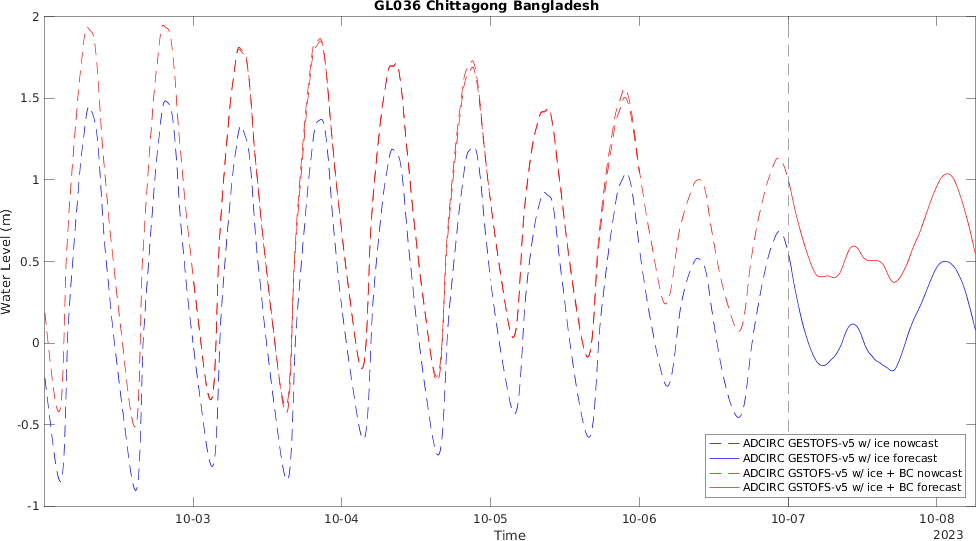 GL036 Chittagong Bangladesh
Water Level (m)
2
1.5
1
0.5
0
-0.5
-1
ADCIRC GESTOFS-v5 w/ ice nowcast
ADCIRC GESTOFS-v5 w/ ice forecast
ADCIRC GSTOFS-v5 w/ ice + BC nowcast
ADCIRC GSTOFS-v5 w/ ice + BC forecast
10-03
10-04
10-05
10-06
10-07
10-08
Time
2023